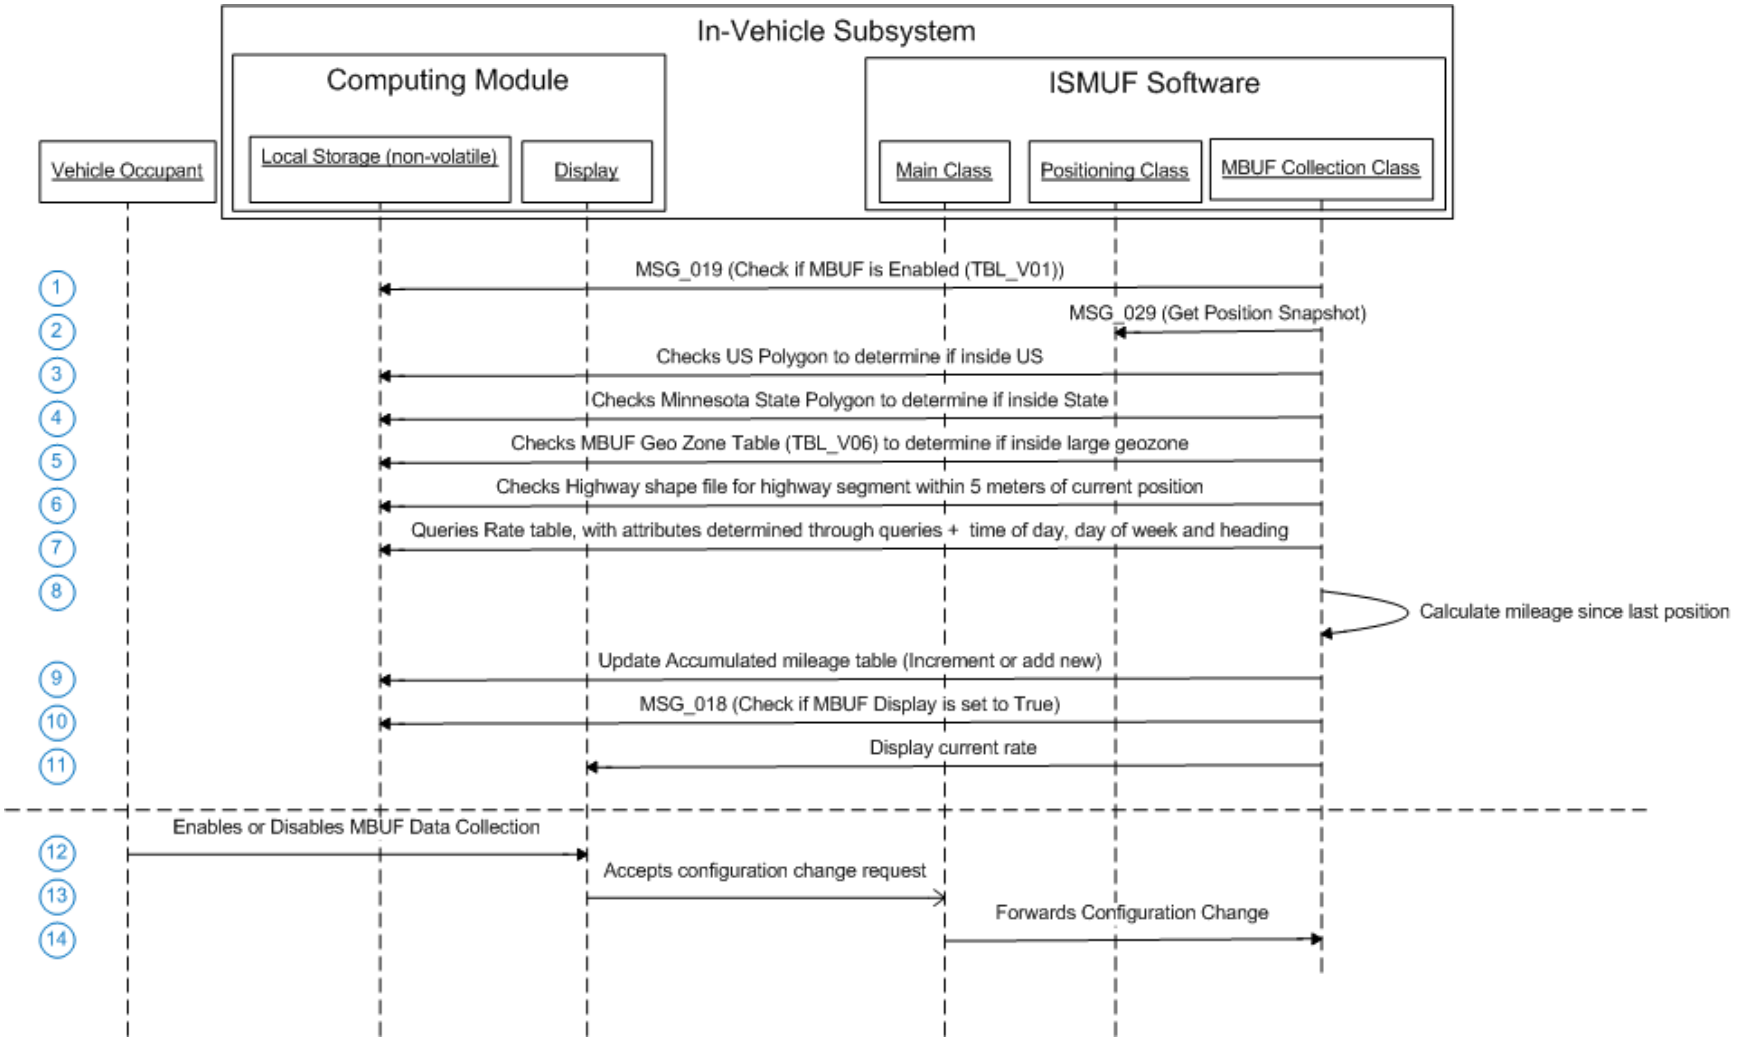 In-Vehicle Subsystem
Computing Module
ISMUF Software
Vehicle Occupant
Local Storage (non-volatile)
Display
Main Class
Positioning Class
MBUF Collection Class
MSG_019 (Check if MBUF is Enabled (TBL_V01))
1
MSG_029 (Get Position Snapshot)
2
Checks US Polygon to determine if inside US
3
Checks Minnesota State Polygon to determine if inside State
4
Checks MBUF Geo Zone Table (TBL_V06) to determine if inside large geozone
5
Checks Highway shape file for highway segment within 5 meters of current position
6
Queries Rate table, with attributes determined through queries + time of day, day of week and heading
7
8
Calculate mileage since last position
Update Accumulated mileage table (Increment or add new)
9
MSG_018 (Check if MBUF Display is set to True)
10
Display current rate
11
Enables or Disables MBUF Data Collection
12
Accepts configuration change request
13
Forwards Configuration Change
14